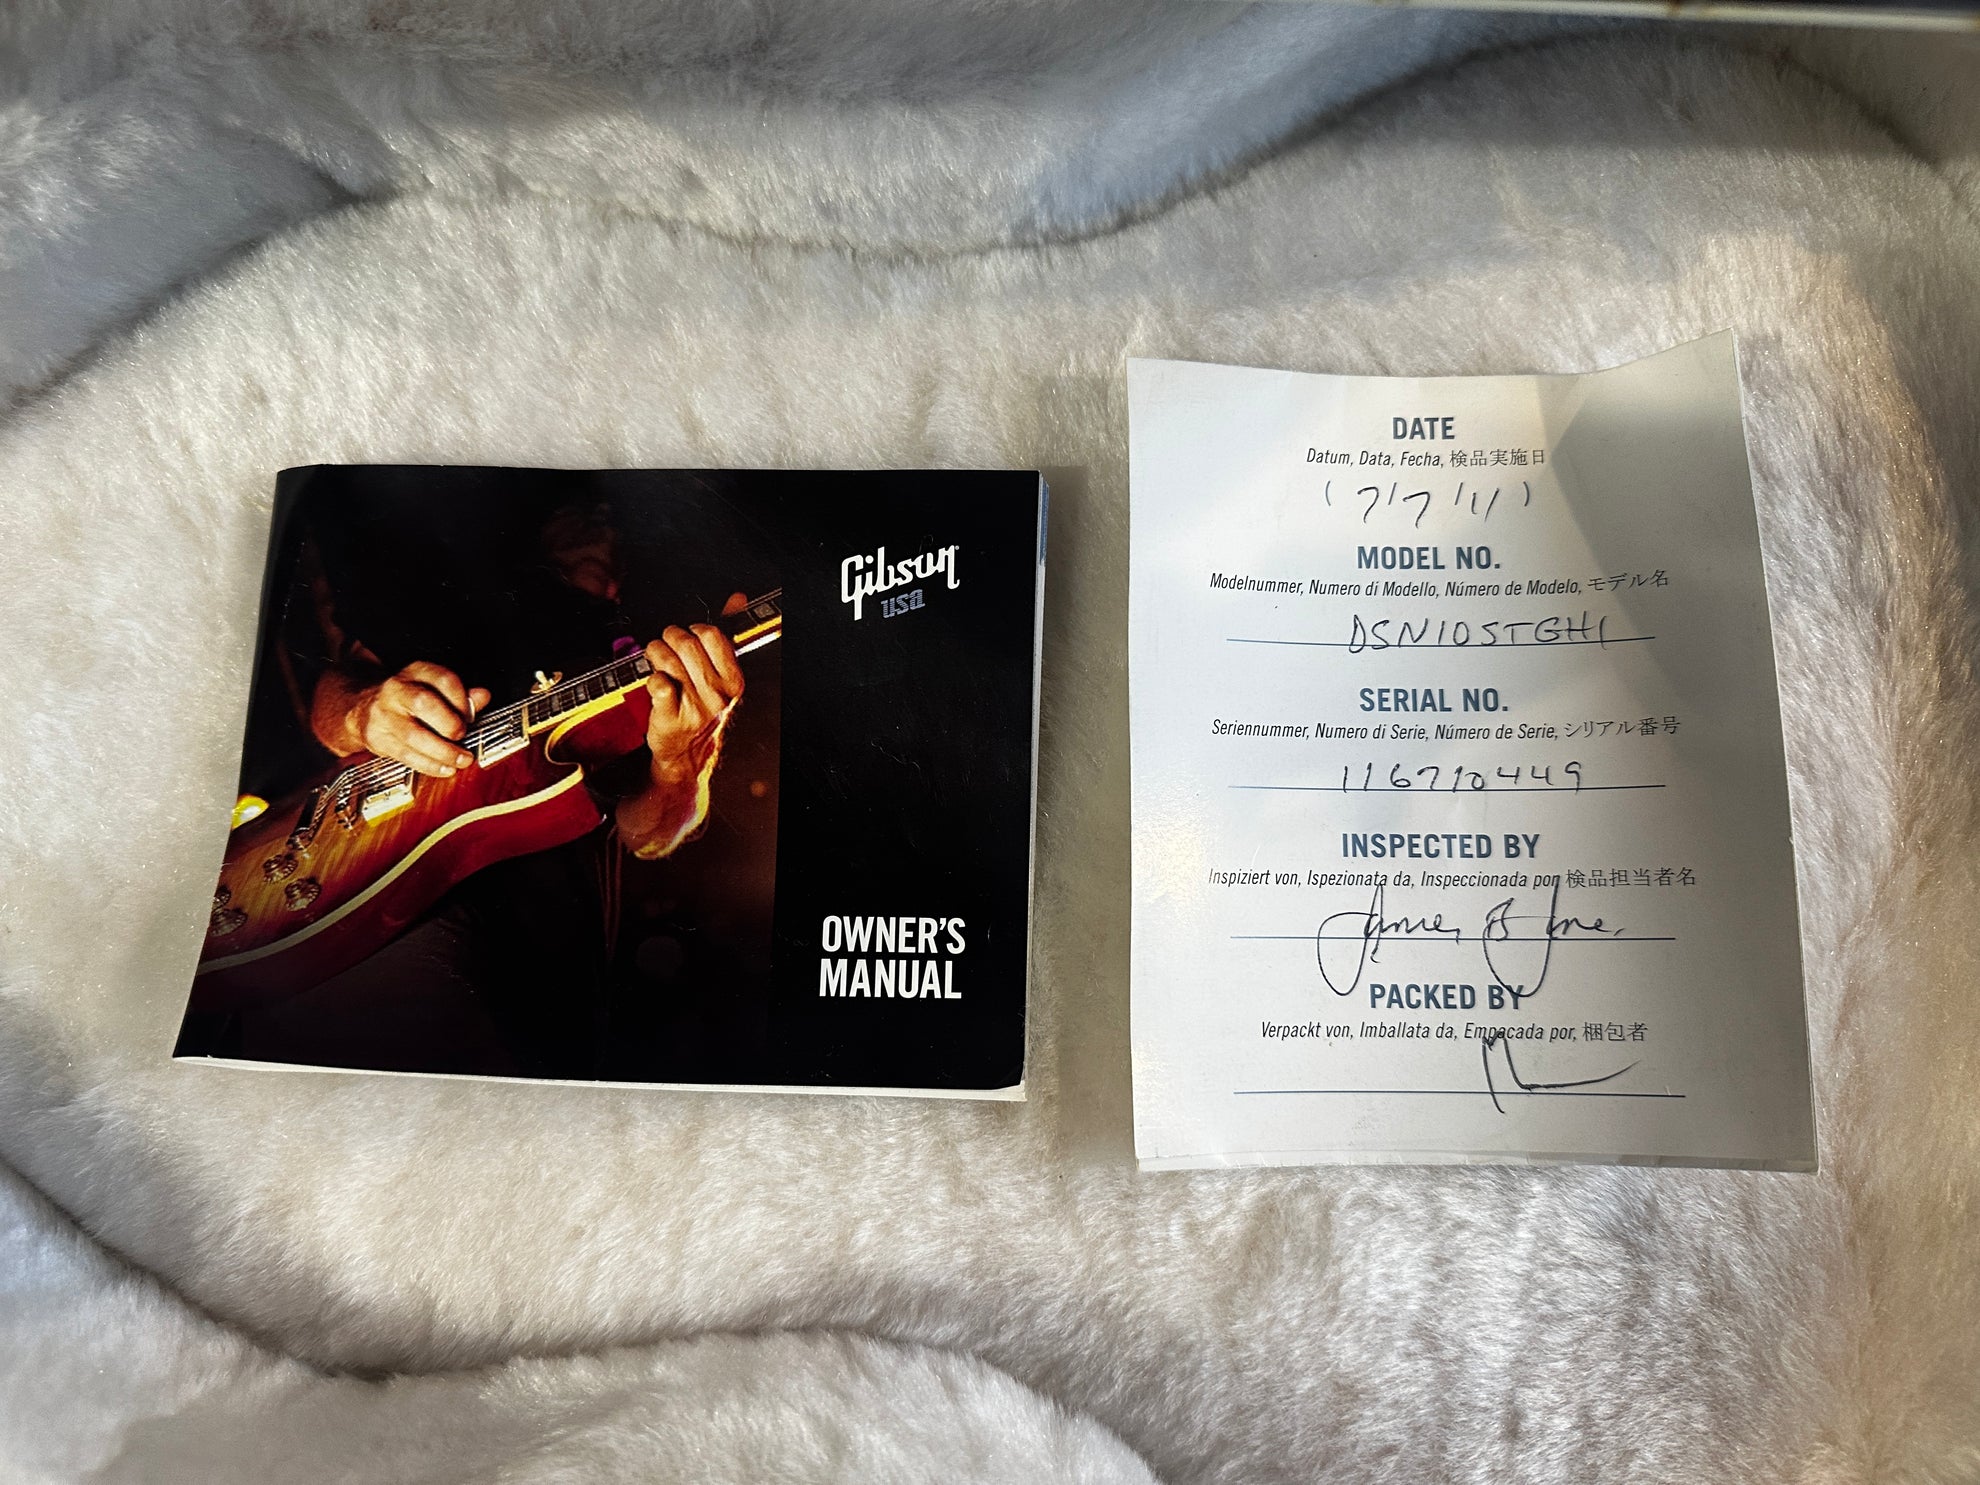 Gibson
usa
OWNER'S
MANUAL
DATE
Datum, Data, Fecha, 検品実施日
(7/7/11)
MODEL NO.
Modelnummer, Numero di Modello, Número de Modelo, モデル名
DSN10STGH1
SERIAL NO.
Seriennummer, Numero di Serie, Número de Serie, シリアル番号
116710449
INSPECTED BY
Inspiziert von, Ispezionata da, Inspeccionada por, 検品担当者名
PACKED BY
Verpackt von, Imballata da, Empacada por, 梱包者